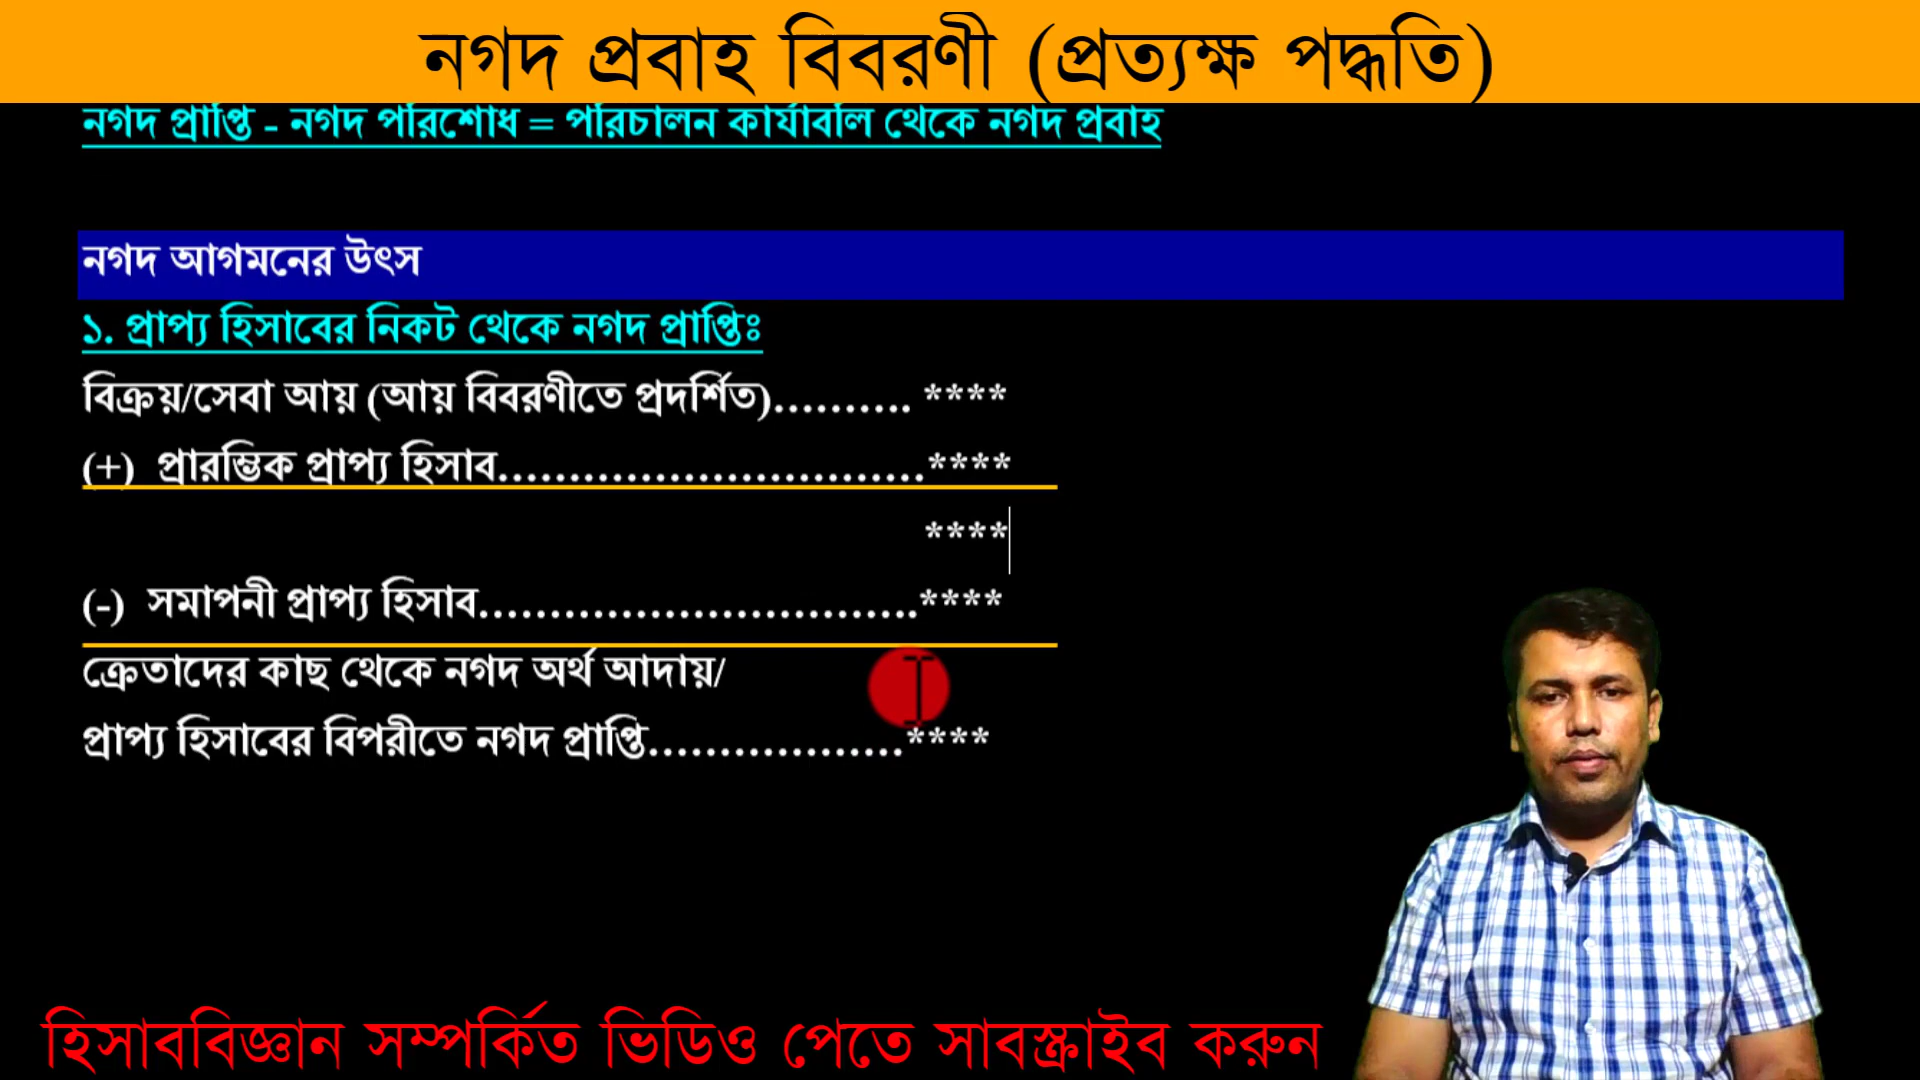 নগদ প্রবাহ বিবরণী (প্রত্যক্ষ পদ্ধতি)
নগদ প্রাপ্তি - নগদ পরিশোধ = পরিচালন কার্যাবলি থেকে নগদ প্রবাহ
নগদ আগমনের উৎস
১. প্রাপ্য হিসাবের নিকট থেকে নগদ প্রাপ্তিঃ
বিক্রয়/সেবা আয় (আয় বিবরণীতে প্রদর্শিত).......... ****
(+) প্রারম্ভিক প্রাপ্য হিসাব..............................****
****
(-) সমাপনী প্রাপ্য হিসাব...............................****
ক্রেতাদের কাছ থেকে নগদ অর্থ আদায়/
প্রাপ্য হিসাবের বিপরীতে নগদ প্রাপ্তি..................****
হিসাববিজ্ঞান সম্পর্কিত ভিডিও পেতে সাবস্ক্রাইব করুন